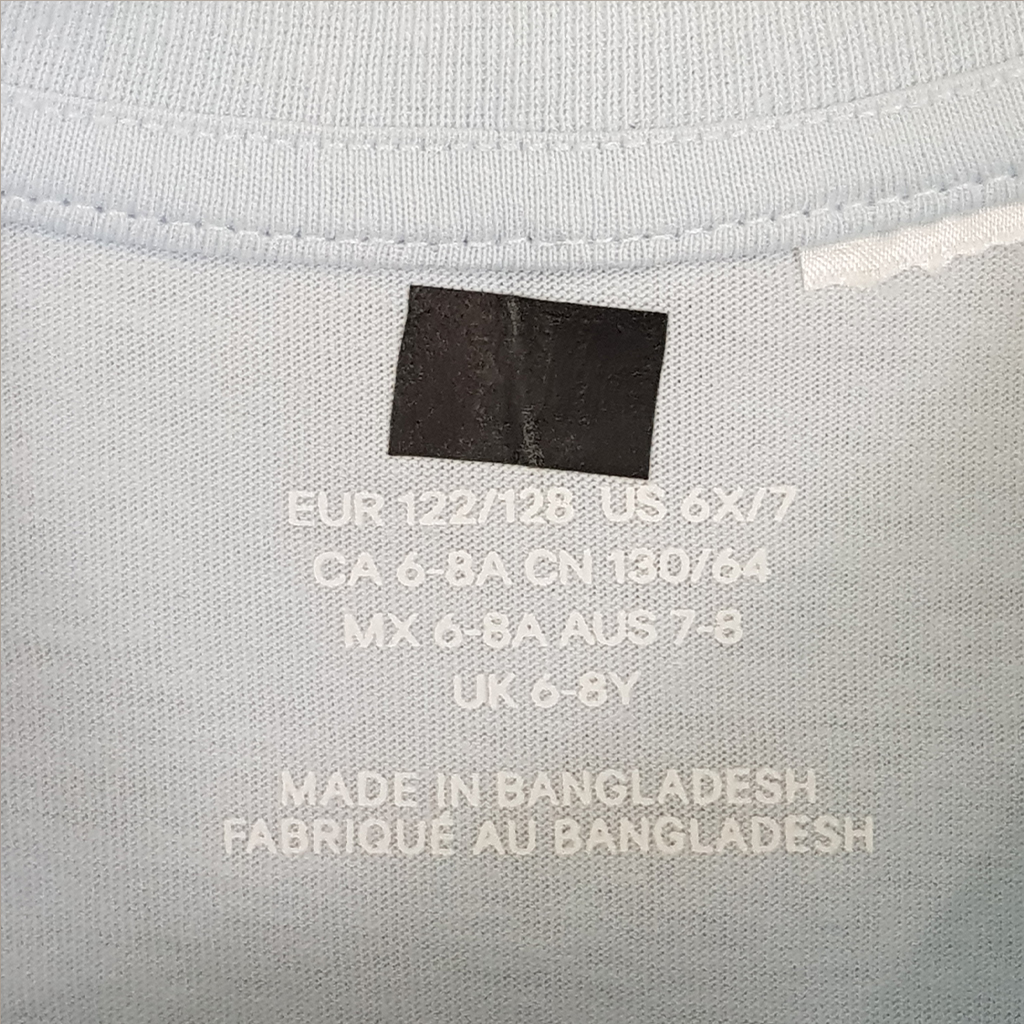 EUR 122/128 US 6X/7
CA 6-8A CN 130/64
MX 6-8A AUS 7-8
UK 6-8Y
MADE IN BANGLADESH
FABRIQUÉ AU BANGLADESH